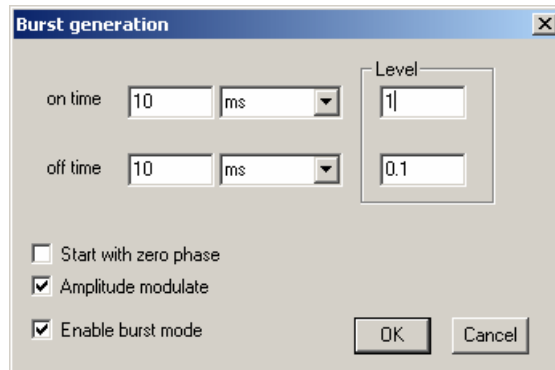 Burst generation
Level
on time 10 ms 1
off time 10 ms 0.1
Start with zero phase
Amplitude modulate
Enable burst mode
OK Cancel